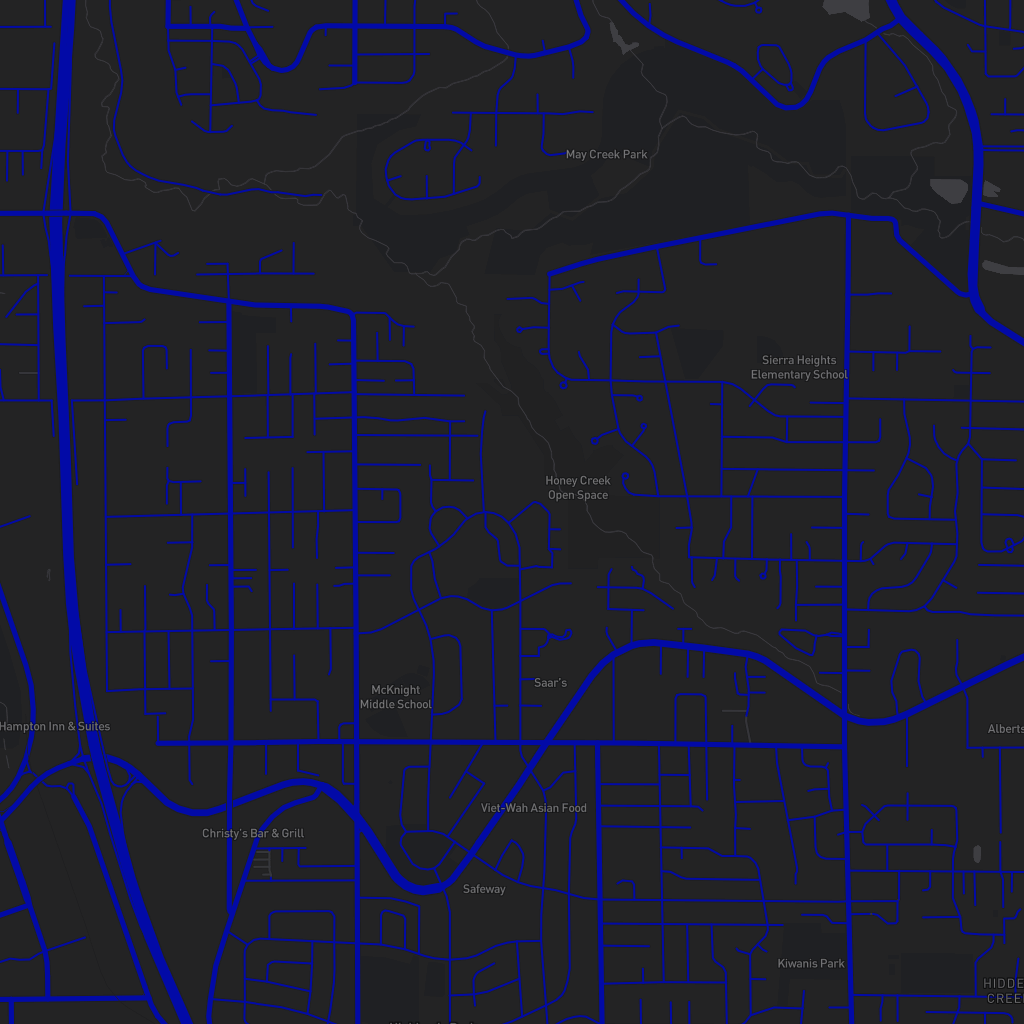 May Creek Park
Sierra Heights
Elementary School
Honey Creek
Open Space
Saar's
McKnight
Middle School
Hampton Inn & Suites
Alberts
Viet-Wah Asian Food
Christy's Bar & Grill
Safeway
Kiwanis Park
HIDDE
CREE